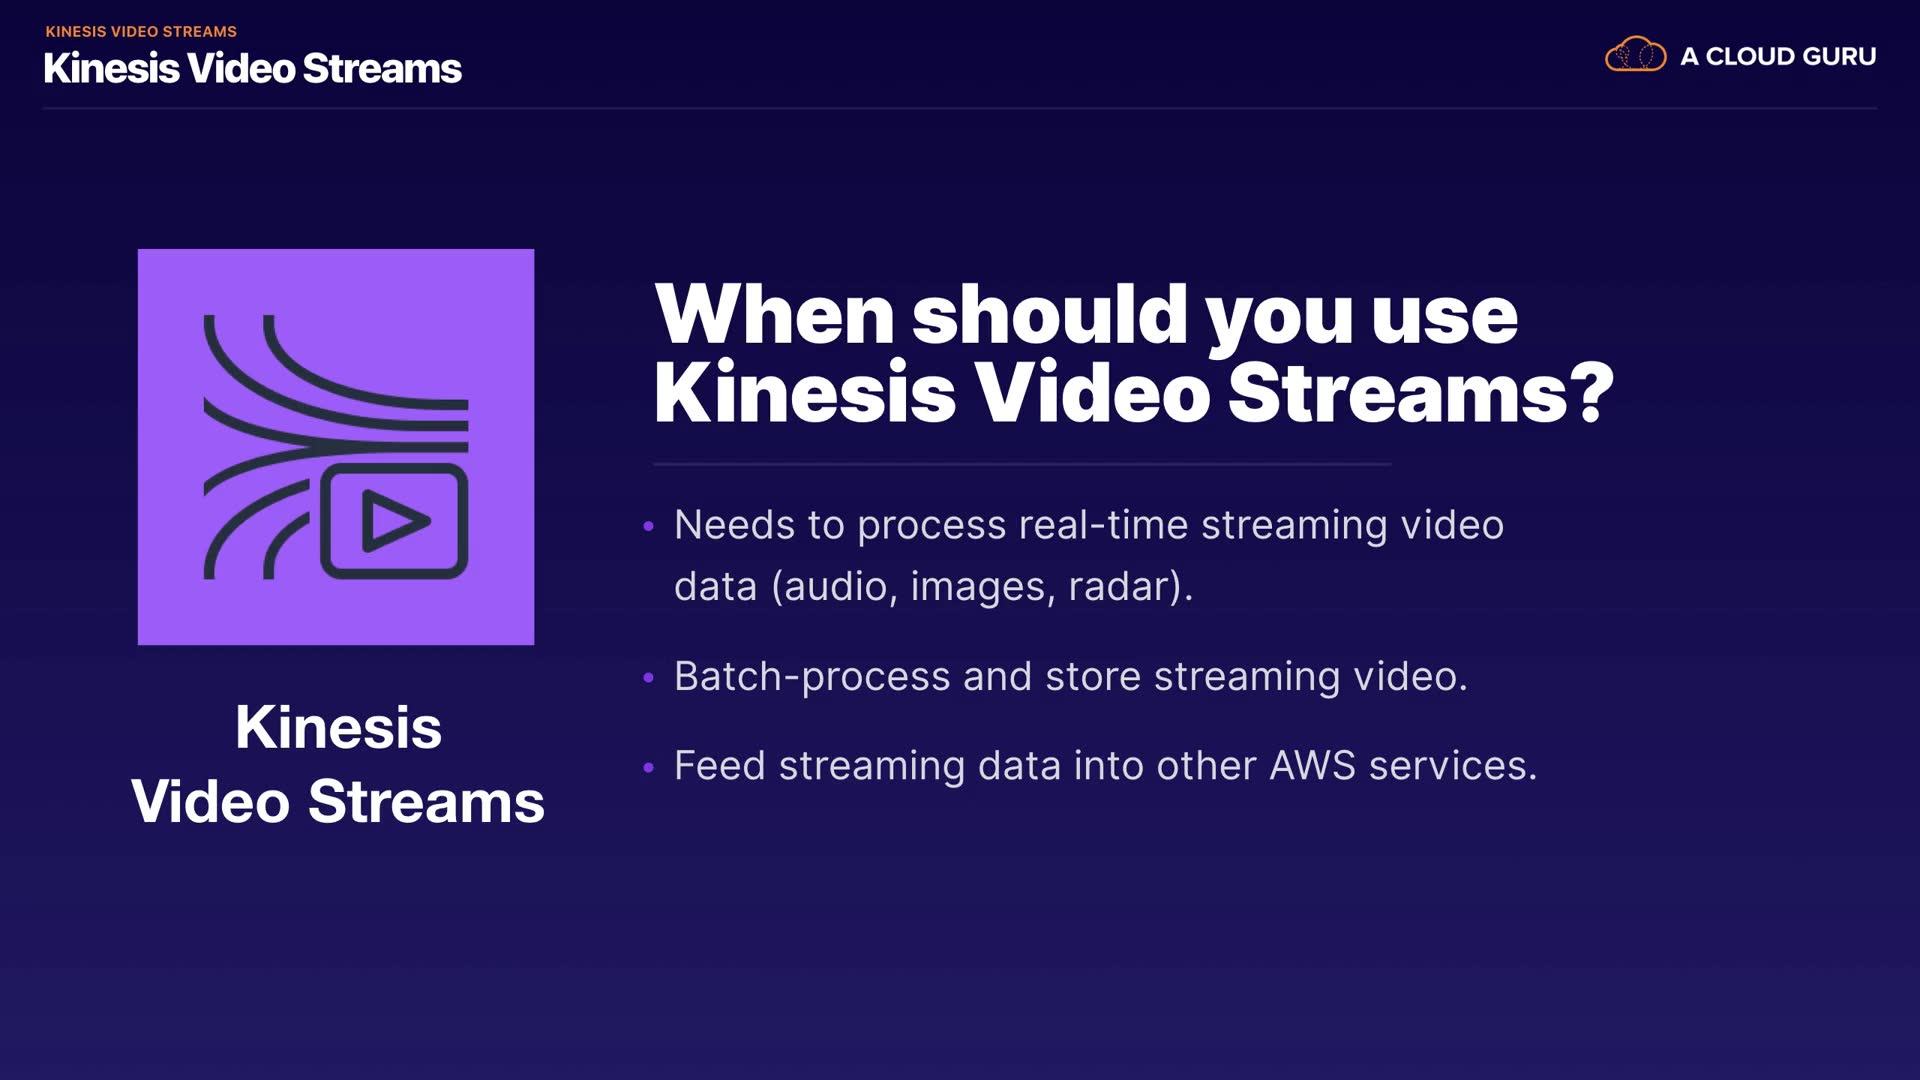 KINESIS VIDEO STREAMS
Kinesis Video Streams
A CLOUD GURU
Kinesis
Video Streams
When should you use
Kinesis Video Streams?
• Needs to process real-time streaming video
data (audio, images, radar).
• Batch-process and store streaming video.
• Feed streaming data into other AWS services.